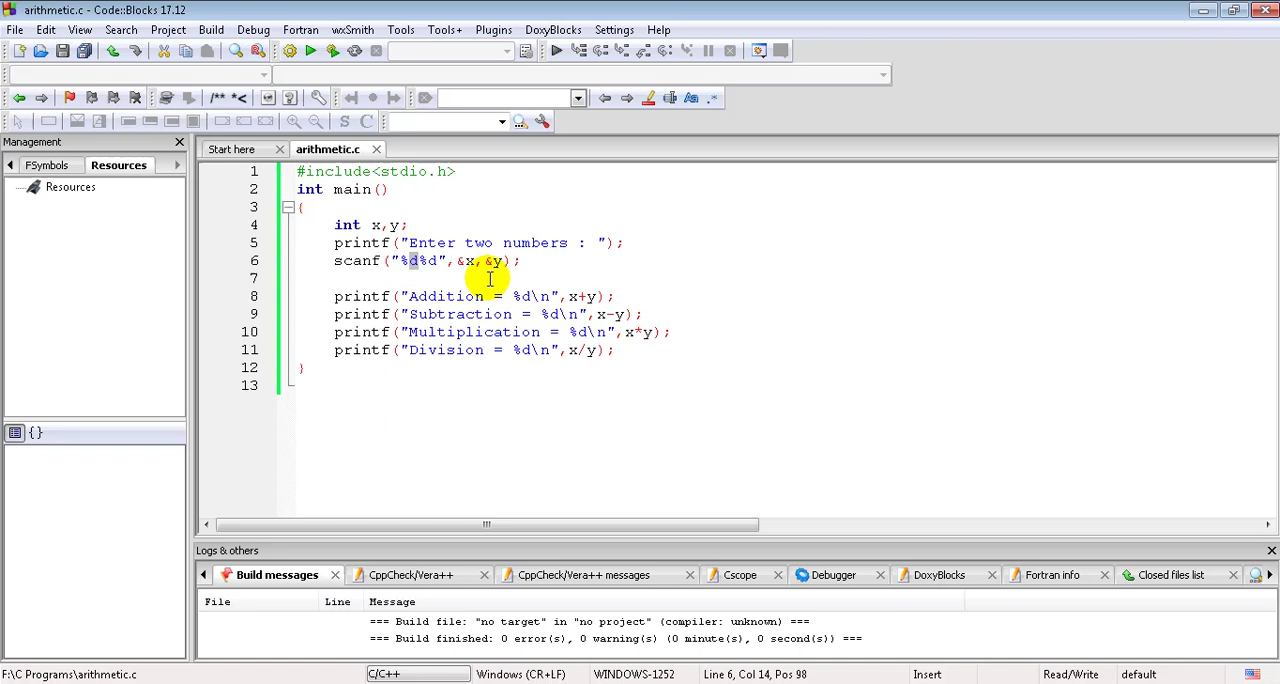 arithmetic.c - Code::Blocks 17.12
File Edit View Search Project Build Debug Fortran wxSmith Tools Tools+ Plugins DoxyBlocks Settings Help
/** *<
Aa .*
S C
Management
FSymbols Resources
Resources
{}
Start here arithmetic.c
1 #include<stdio.h>
2 int main()
3 {
4 int x,y;
5 printf("Enter two numbers : ");
6 scanf("%d%d",&x,&y);
7
8 printf("Addition = %d\n",x+y);
9 printf("Subtraction = %d\n",x-y);
10 printf("Multiplication = %d\n",x*y);
11 printf("Division = %d\n",x/y);
12 }
13
Logs & others
Build messages CppCheck/Vera++ CppCheck/Vera++ messages Cscope Debugger DoxyBlocks Fortran info Closed files list
File Line Message
=== Build file: "no target" in "no project" (compiler: unknown) ===
=== Build finished: 0 error(s), 0 warning(s) (0 minute(s), 0 second(s)) ===
F:\C Programs\arithmetic.c C/C++ Windows (CR+LF) WINDOWS-1252 Line 6, Col 14, Pos 98 Insert Read/Write default